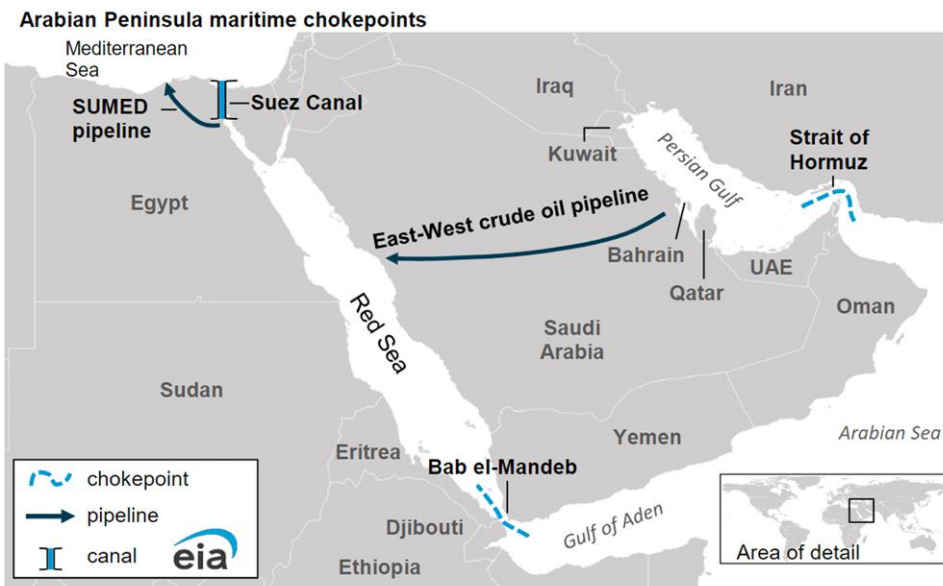 Arabian Peninsula maritime chokepoints
Mediterranean
Sea
SUMED
pipeline
Suez Canal
Iraq
Iran
Kuwait
Persian Gulf
Strait of
Hormuz
Egypt
East-West crude oil pipeline
Bahrain
Qatar
UAE
Oman
Red Sea
Saudi
Arabia
Sudan
Eritrea
Yemen
Arabian Sea
Bab el-Mandeb
Djibouti
Gulf of Aden
Ethiopia
chokepoint
pipeline
canal
eia
Area of detail